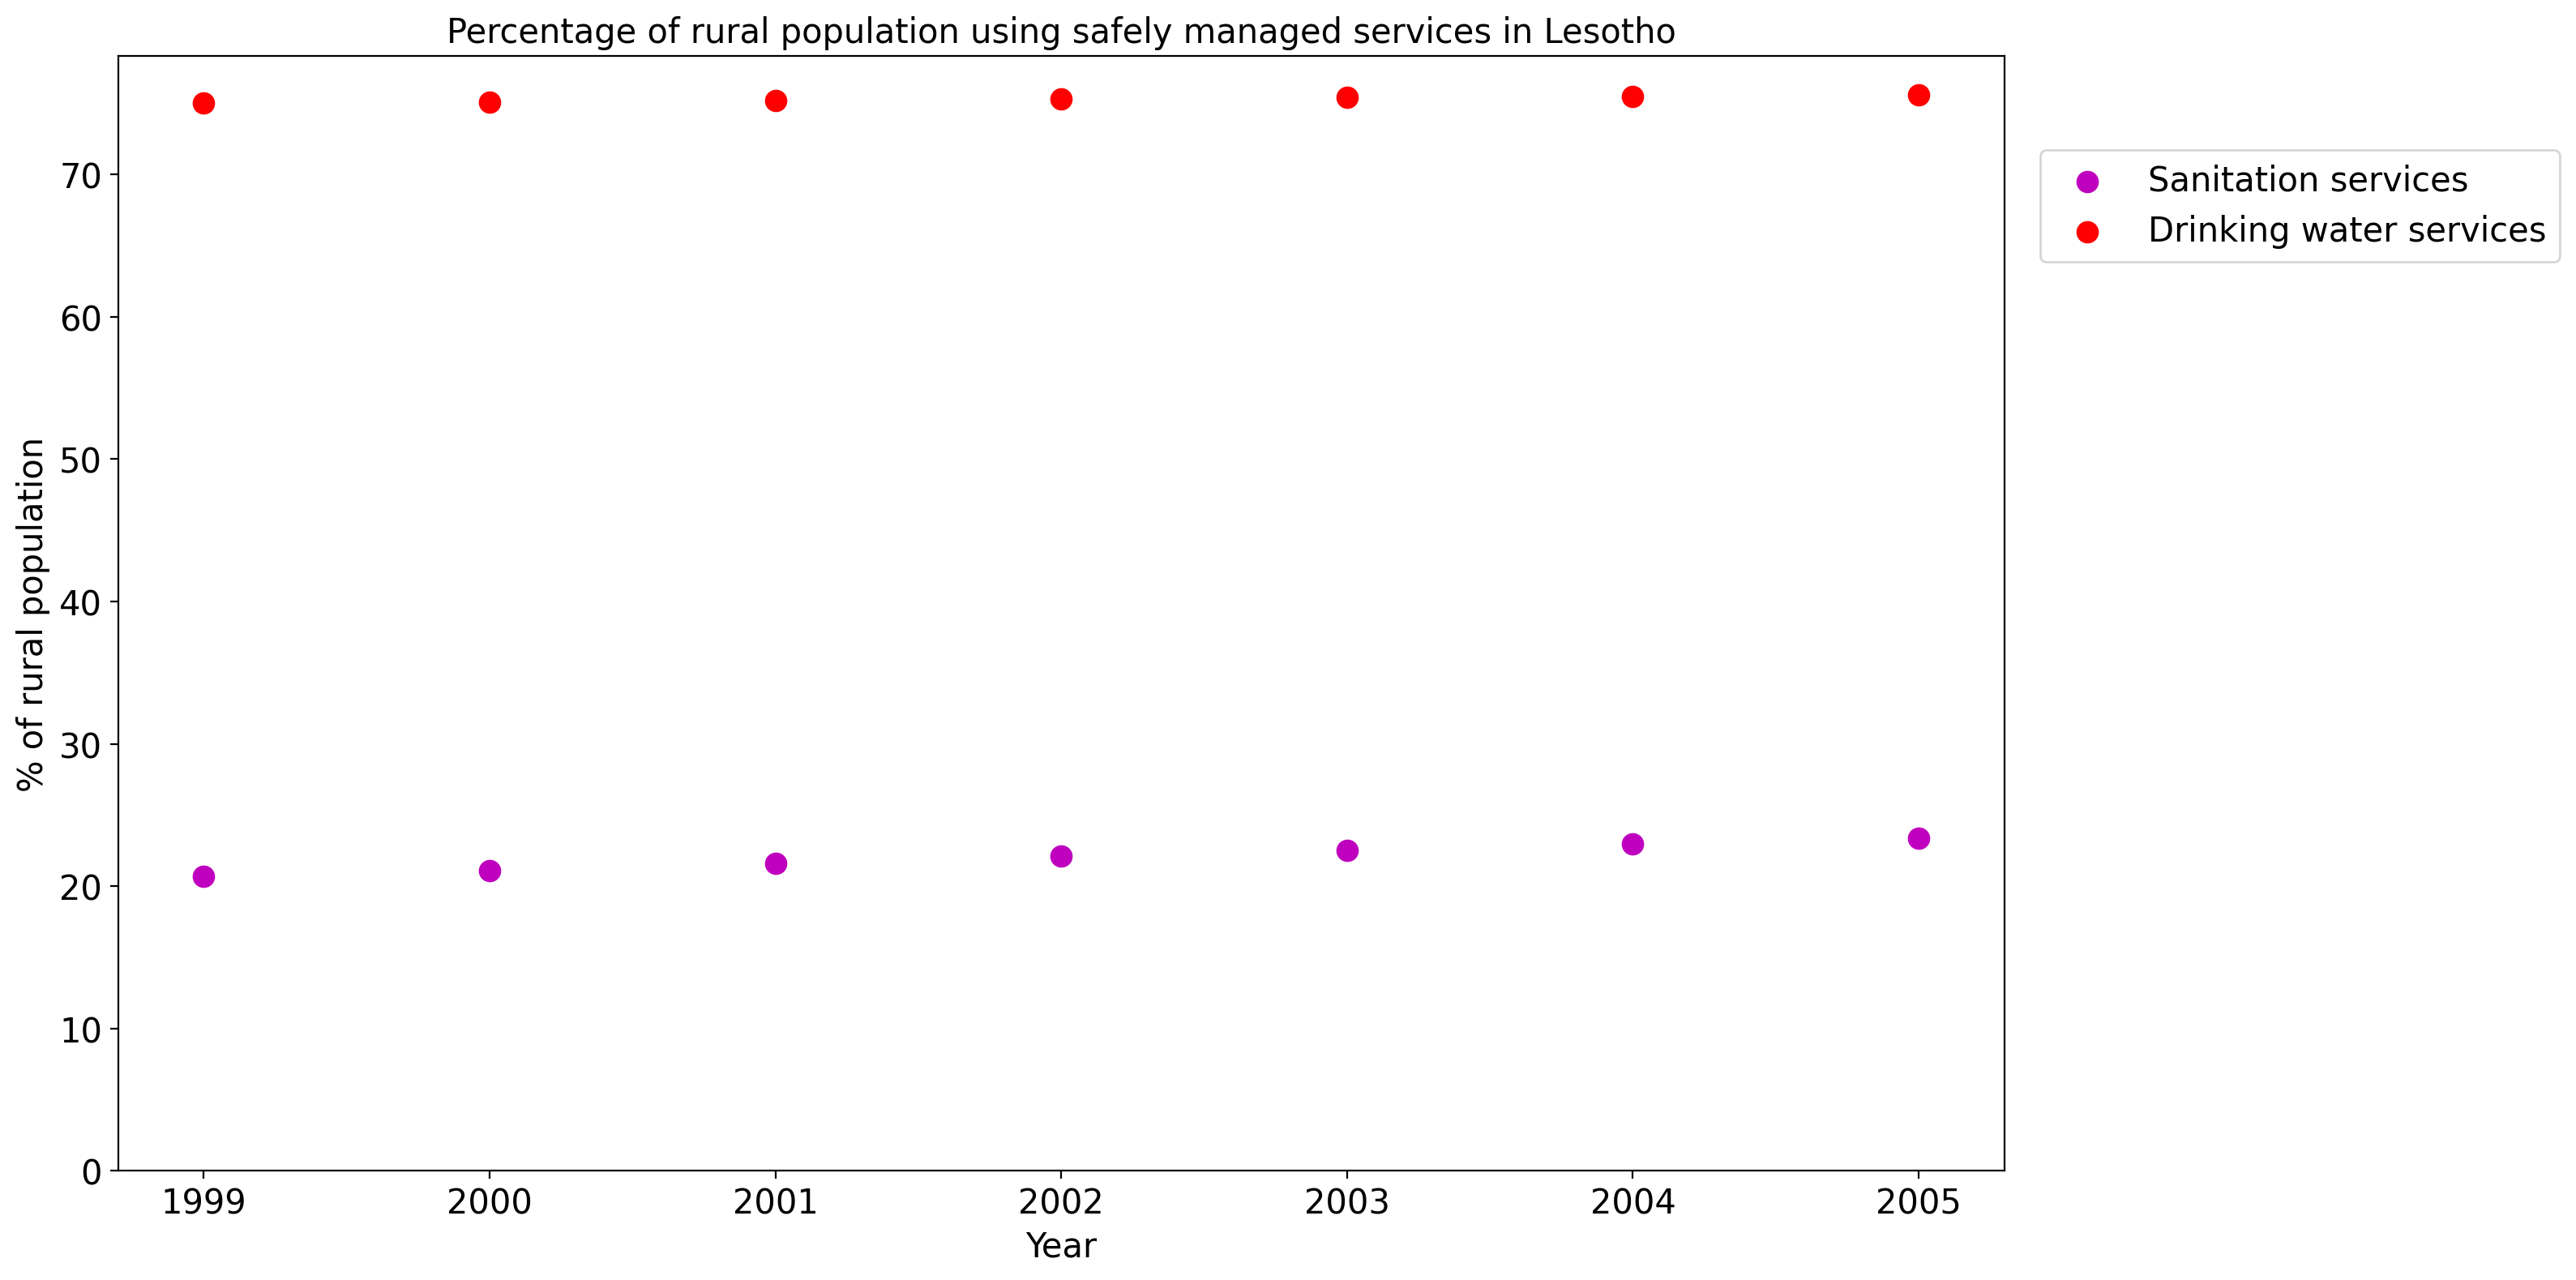 Percentage of rural population using safely managed services in Lesotho
% of rural population
70
60
50
40
30
20
10
0
1999 2000 2001 2002 2003 2004 2005
Year
Sanitation services
Drinking water services